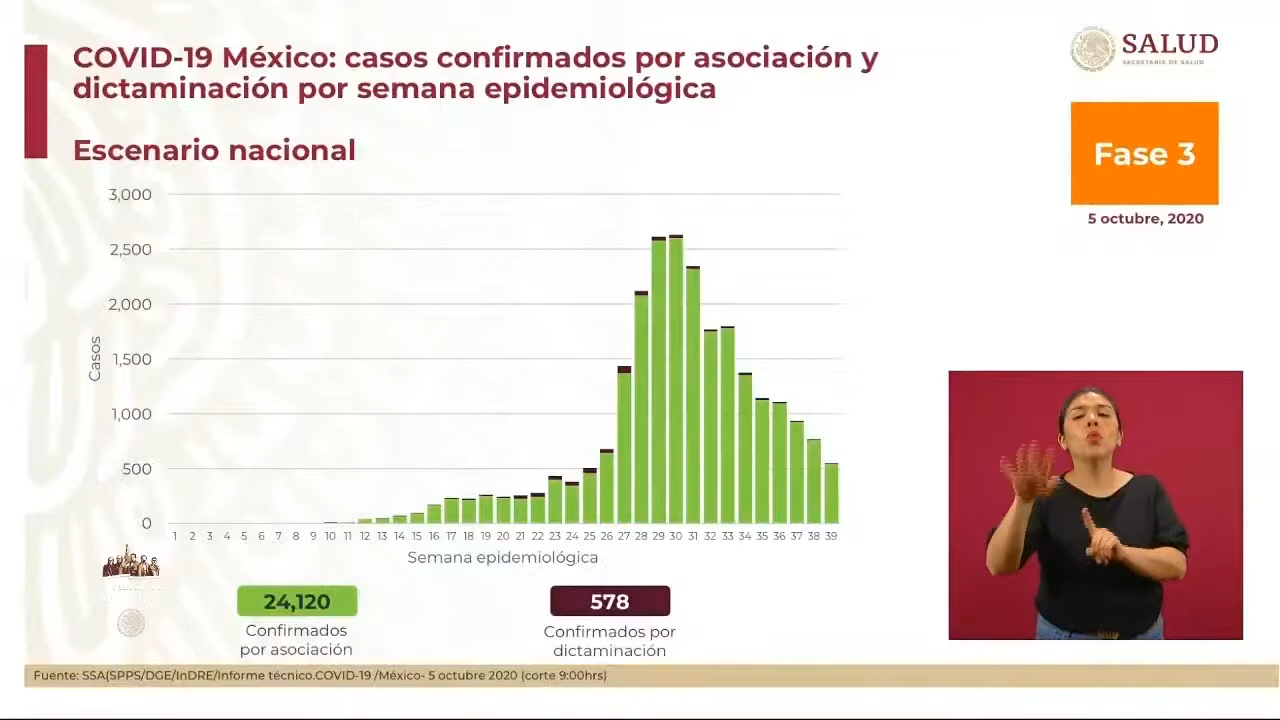 COVID-19 México: casos confirmados por asociación y
dictaminación por semana epidemiológica
Escenario nacional
SALUD
SECRETARÍA DE SALUD
Fase 3
5 octubre, 2020
3,000
2,500
2,000
1,500
1,000
500
0
Casos
1 2 3 4 5 6 7 8 9 10 11 12 13 14 15 16 17 18 19 20 21 22 23 24 25 26 27 28 29 30 31 32 33 34 35 36 37 38 39
Semana epidemiológica
24,120
Confirmados
por asociación
578
Confirmados por
dictaminación
Fuente: SSA(SPPS/DGE/InDRE/Informe técnico.COVID-19 /México- 5 octubre 2020 (corte 9:00hrs)